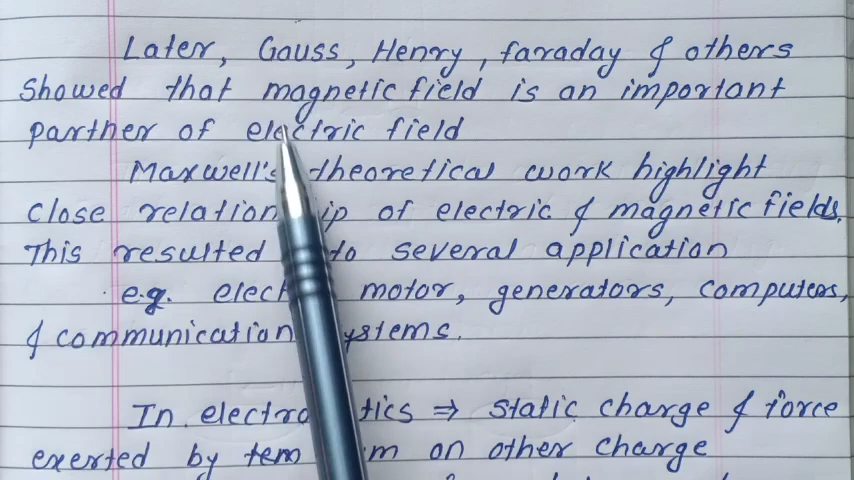 Later, Gauss, Henry, faraday & others
Showed that magnetic field is an important
partner of electric field
Maxwell's theoretical work highlight
close relation ip of electric & magnetic fields.
This resulted to several application
e.g. elect motor, generators, computers,
& communication ystems.
In electro tics ⇒ static charge & force
exerted by tem m on other charge